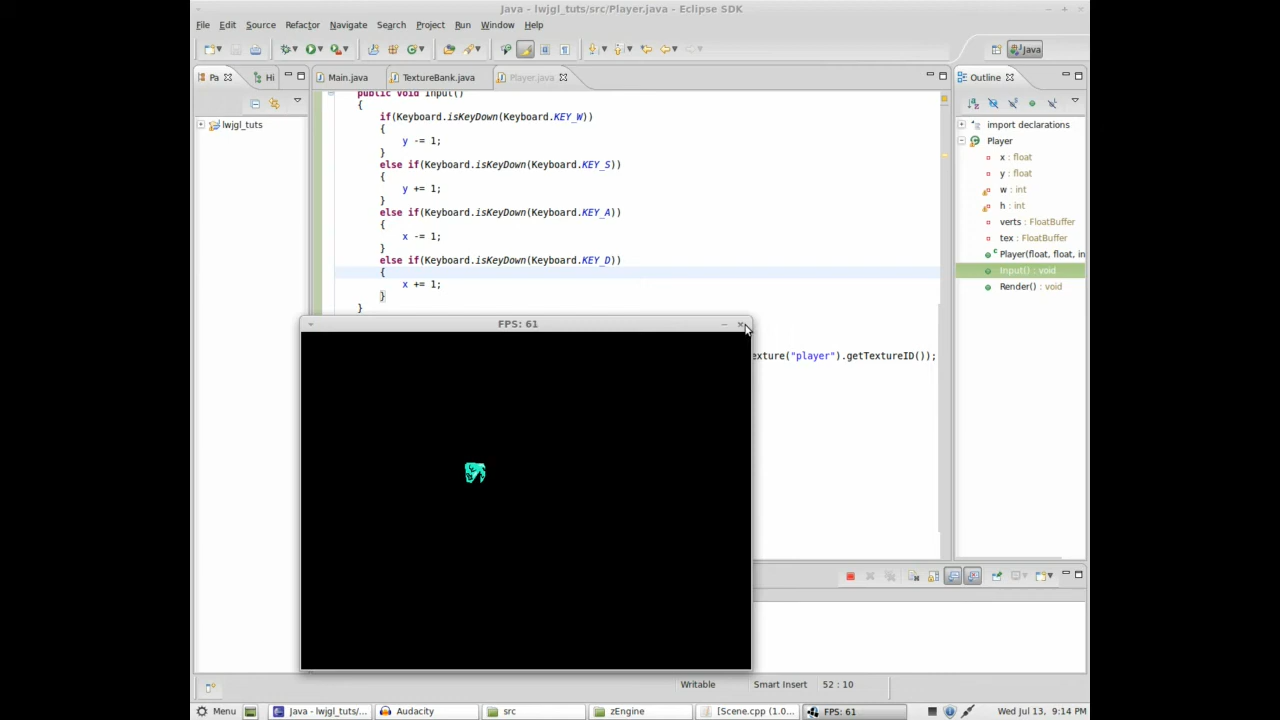 Java - lwjgl_tuts/src/Player.java - Eclipse SDK
File Edit Source Refactor Navigate Search Project Run Window Help
Java
Pa Hi Main.java TextureBank.java Player.java Outline
public void Input()
{
if(Keyboard.isKeyDown(Keyboard.KEY_W))
{
y -= 1;
}
else if(Keyboard.isKeyDown(Keyboard.KEY_S))
{
y += 1;
}
else if(Keyboard.isKeyDown(Keyboard.KEY_A))
{
x -= 1;
}
else if(Keyboard.isKeyDown(Keyboard.KEY_D))
{
x += 1;
}
}
exture("player").getTextureID());
lwjgl_tuts
import declarations
Player
x : float
y : float
w : int
h : int
verts : FloatBuffer
tex : FloatBuffer
Player(float, float, in
Input() : void
Render() : void
FPS: 61
Writable Smart Insert 52 : 10
Menu Java - lwjgl_tuts/... Audacity src zEngine [Scene.cpp (1.0... FPS: 61 Wed Jul 13, 9:14 PM